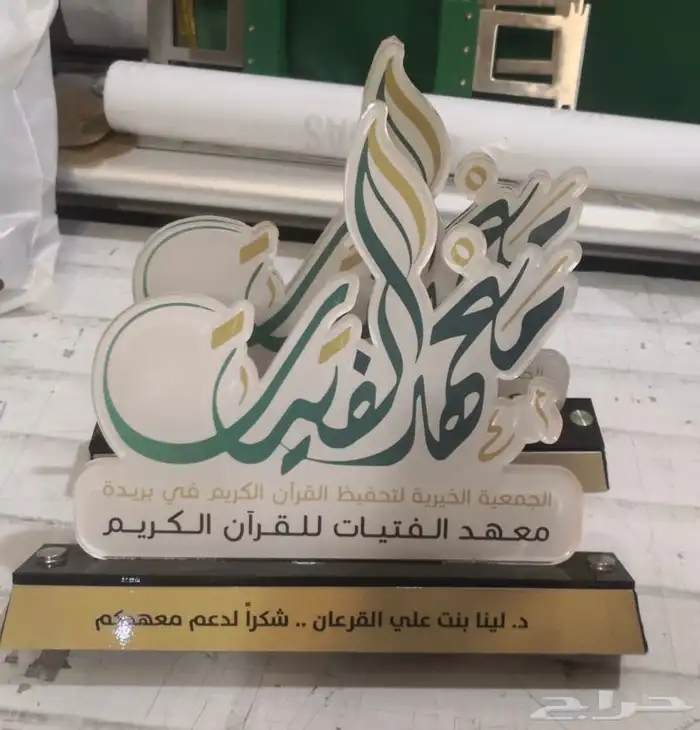 معهد الفتيات
الجمعية الخيرية لتحفيظ القرآن الكريم في بريدة
معهد الفتيات للقرآن الكريم
د. لينا بنت علي القرعان .. شكراً لدعم معهدكم
حراج